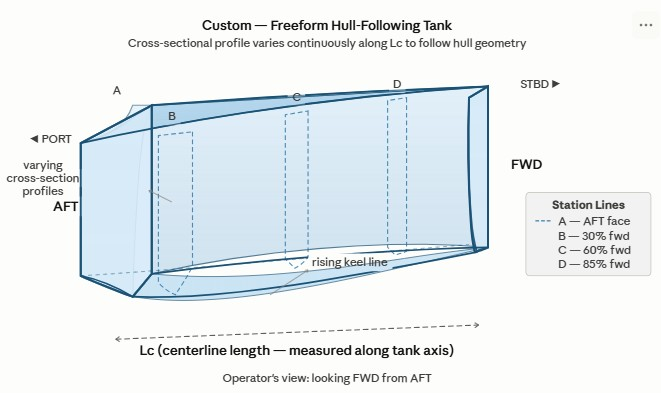 Custom — Freeform Hull-Following Tank
Cross-sectional profile varies continuously along Lc to follow hull geometry
A
B
C
D
STBD ▶
◀ PORT
varying
cross-section
profiles
AFT
FWD
Station Lines
A — AFT face
B — 30% fwd
C — 60% fwd
D — 85% fwd
rising keel line
Lc (centerline length — measured along tank axis)
Operator's view: looking FWD from AFT